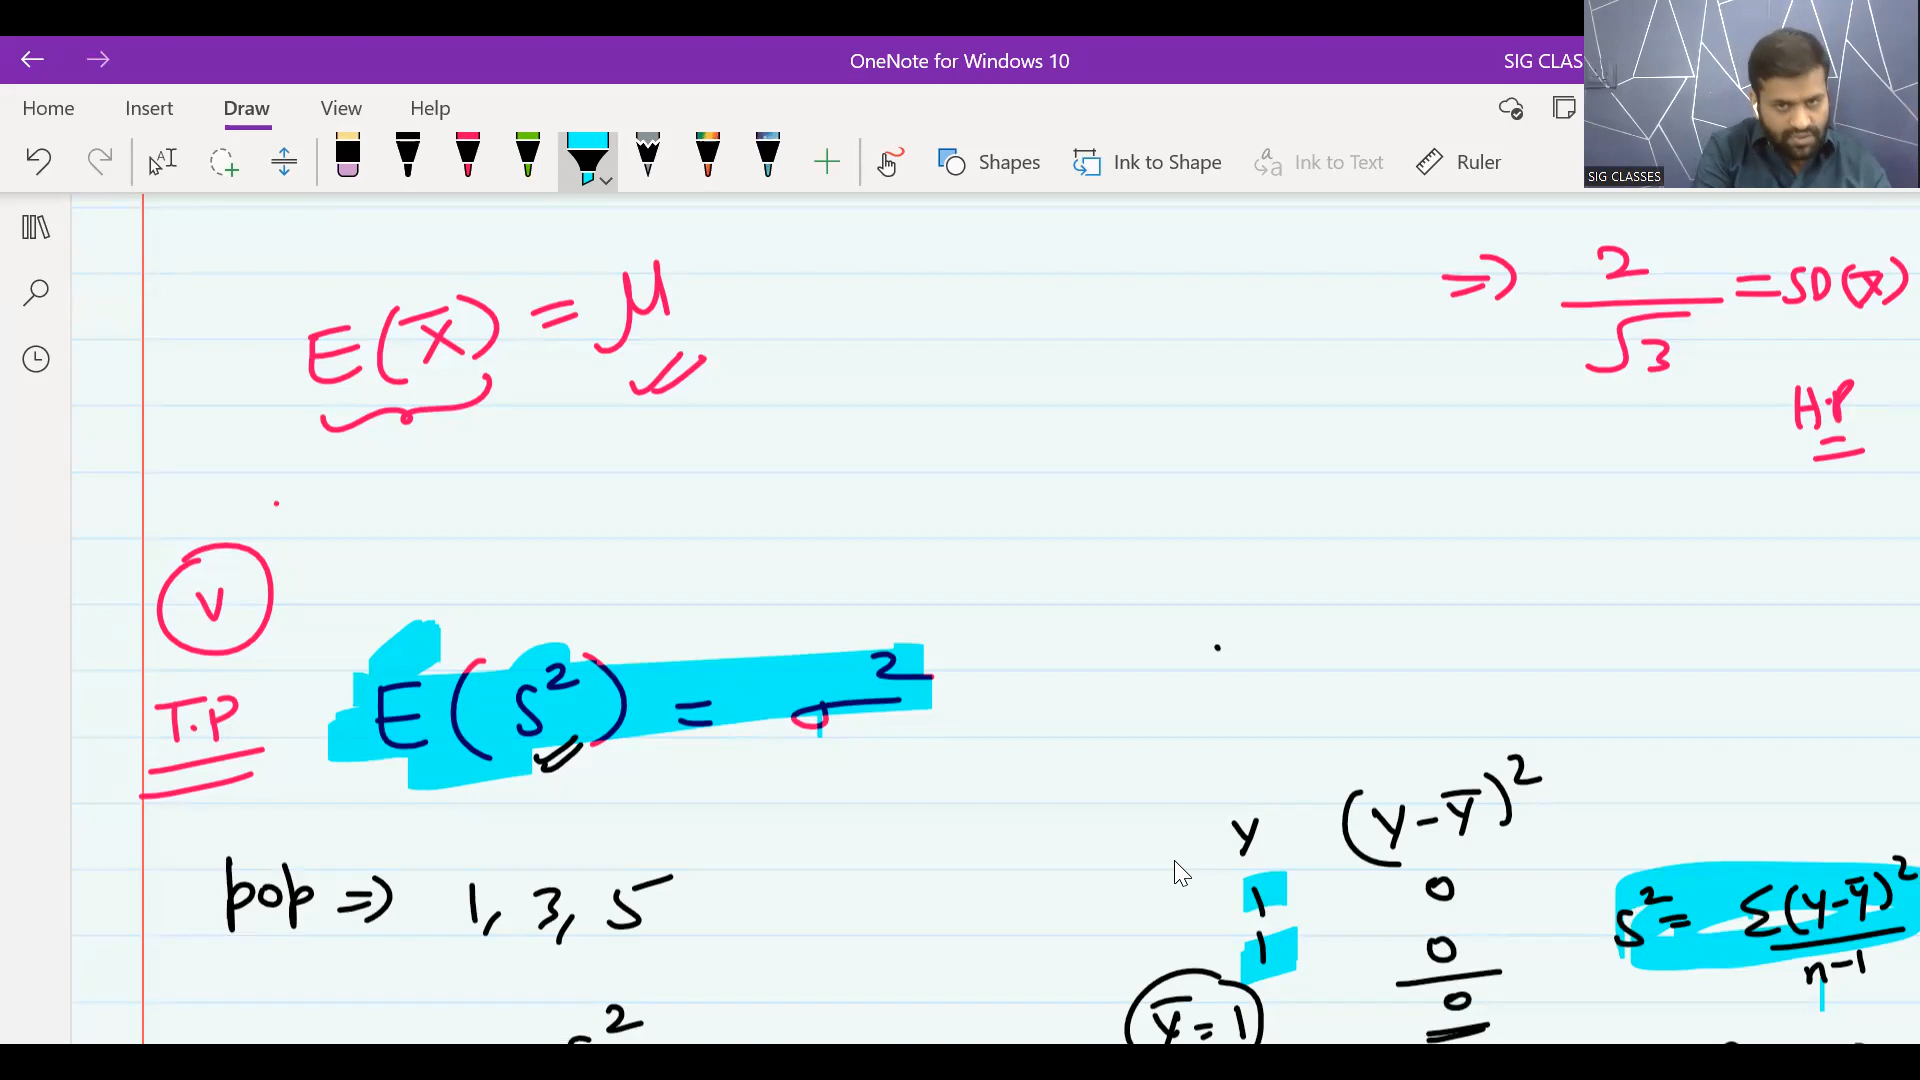 OneNote for Windows 10
SIG CLAS
Home Insert Draw View Help
Shapes Ink to Shape Ink to Text Ruler
SIG CLASSES
E(x̄) = μ
=> 2/√3 = SD(x̄)
H.P
V
T.P
E(s²) = σ²
y (y-ȳ)²
pop => 1, 3, 5
1 0
1 0
s² = Σ(y-ȳ)²/n-1
ȳ = 1
0
2